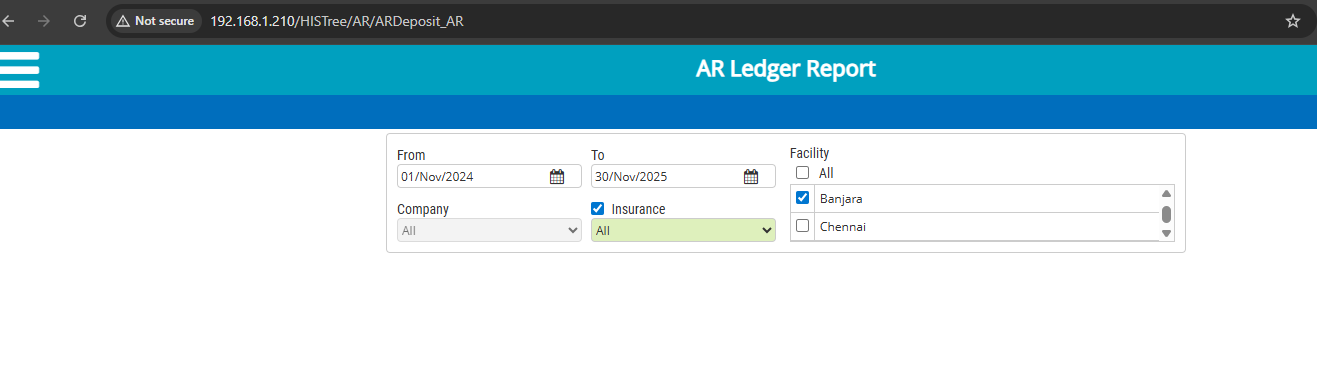 Not secure 192.168.1.210/HISTree/AR/ARDeposit_AR
AR Ledger Report
From To Facility
All
01/Nov/2024 30/Nov/2025
Banjara
Company Insurance
All All
Chennai